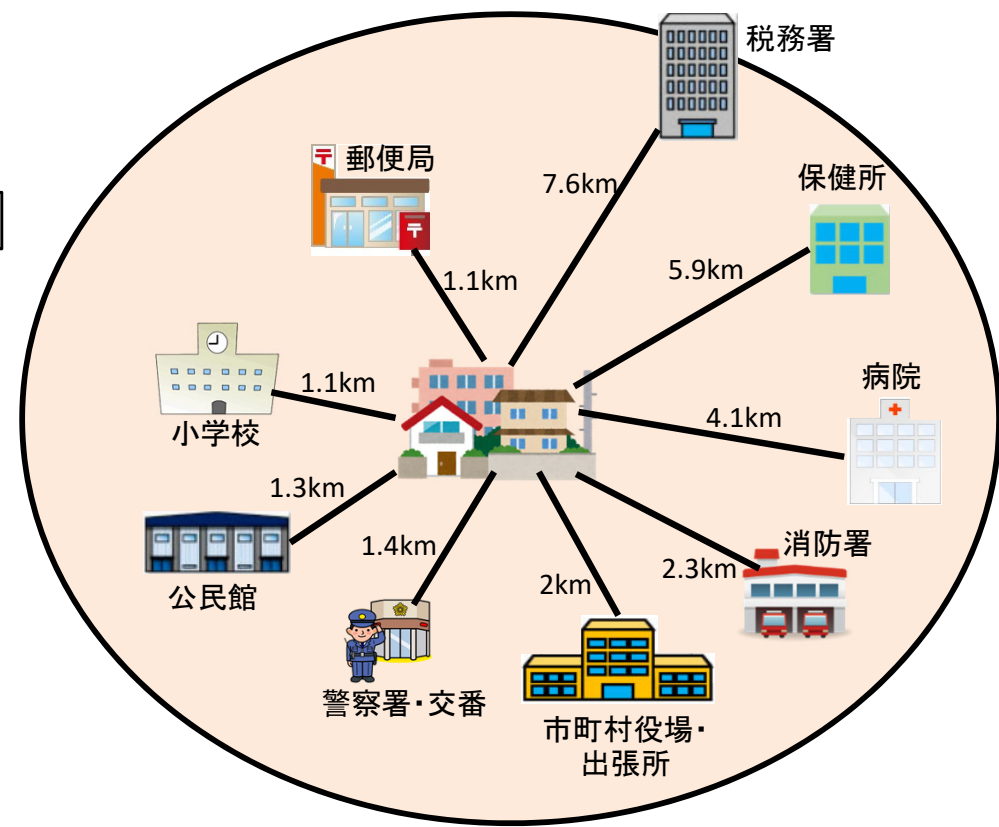 税務署
7.6km
保健所
5.9km
病院
4.1km
消防署
2.3km
市町村役場・
出張所
2km
警察署・交番
1.4km
公民館
1.3km
小学校
1.1km
〒
郵便局
〒
1.1km